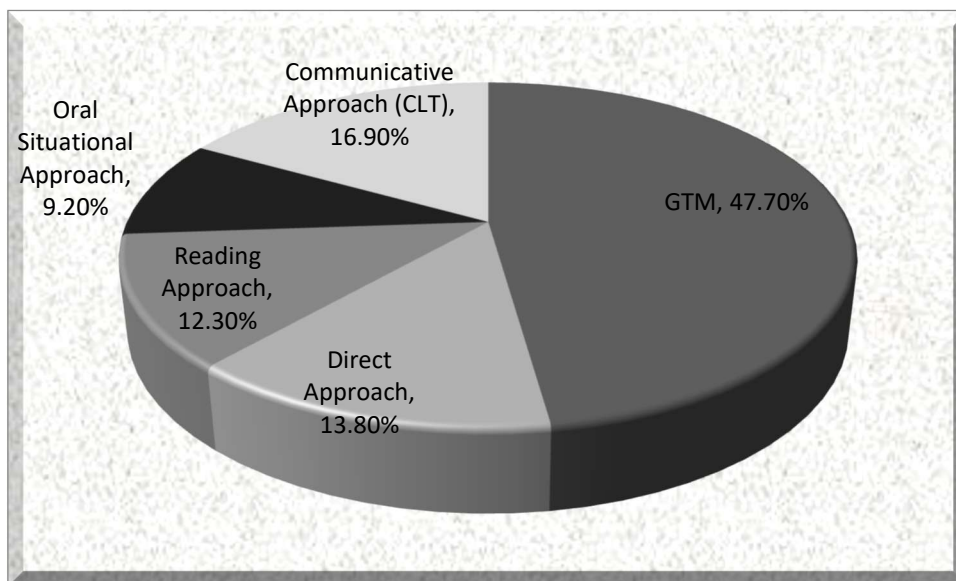 Communicative
Approach (CLT),
16.90%
Oral
Situational
Approach,
9.20%
GTM, 47.70%
Reading
Approach,
12.30%
Direct
Approach,
13.80%